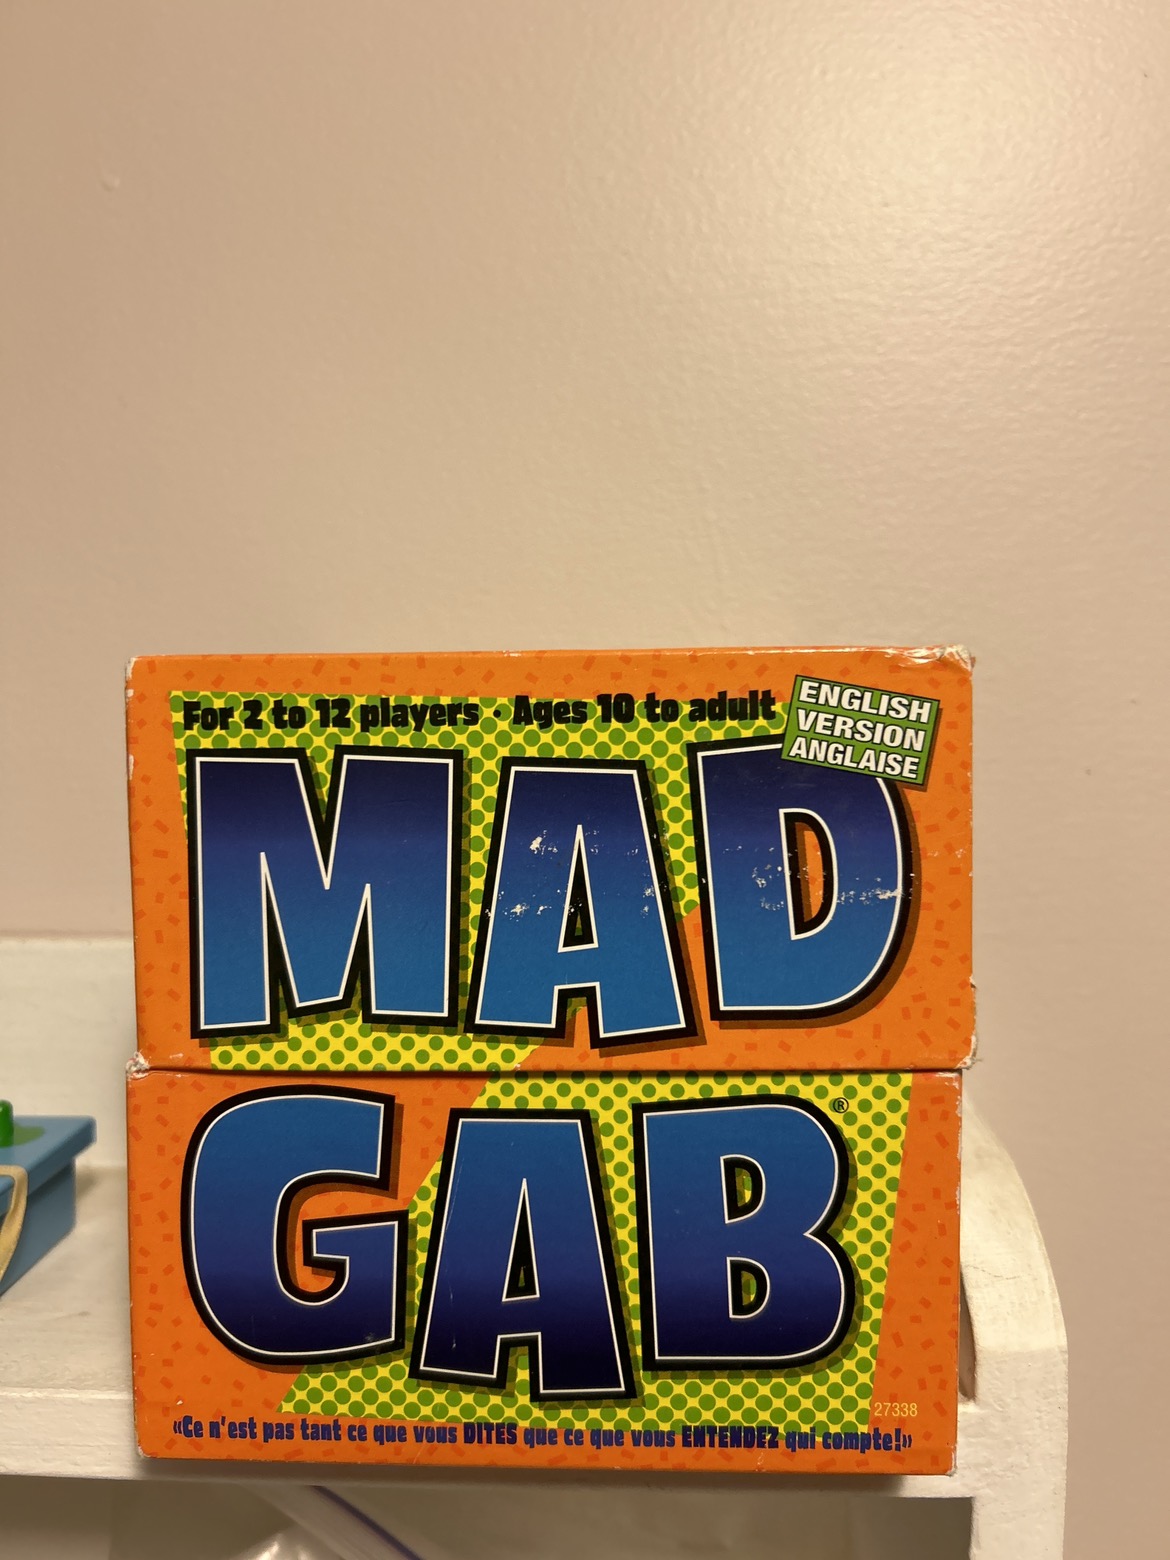 For 2 to 12 players • Ages 10 to adult
ENGLISH
VERSION
ANGLAISE
MAD
GAB®
27338
«Ce n'est pas tant ce que vous DITES que ce que vous ENTENDEZ qui compte!»